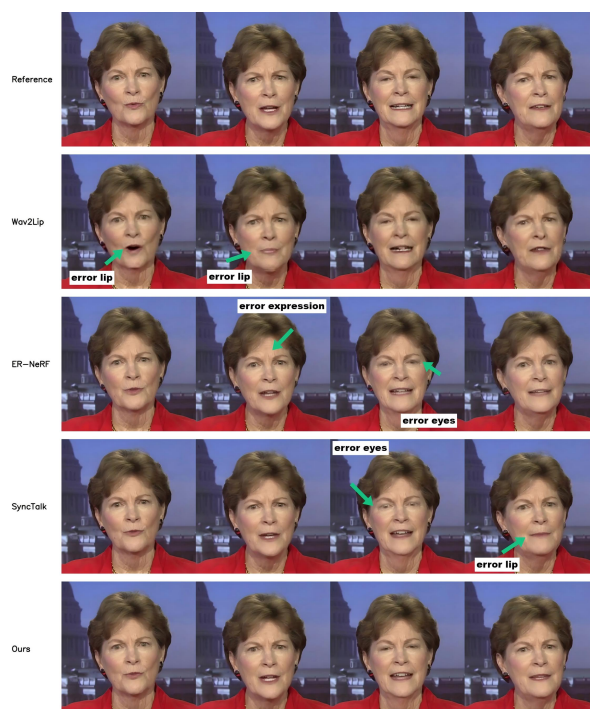 Reference
Wav2Lip
error lip
error lip
error expression
ER-NeRF
error eyes
error eyes
SyncTalk
error lip
Ours